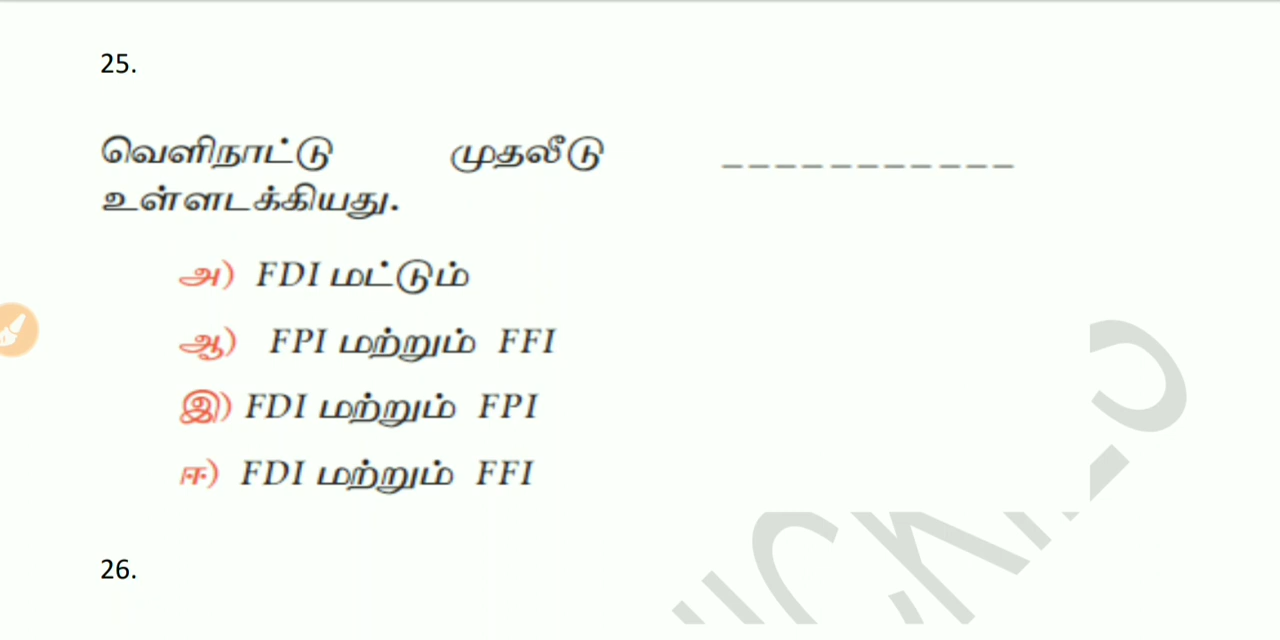 25.
வெளிநாட்டு முதலீடு ___________
உள்ளடக்கியது.
அ) FDI மட்டும்
ஆ) FPI மற்றும் FFI
இ) FDI மற்றும் FPI
ஈ) FDI மற்றும் FFI
26.